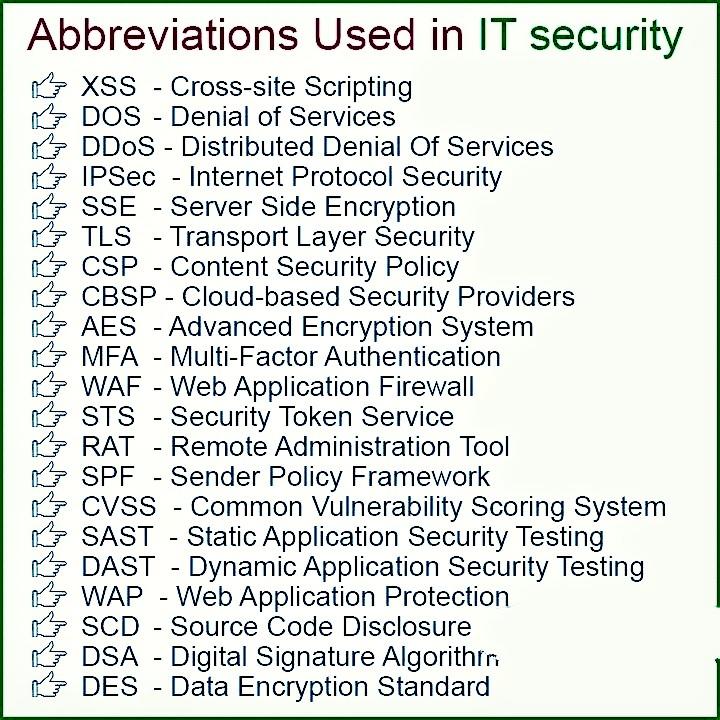 Abbreviations Used in IT security
XSS - Cross-site Scripting
DOS - Denial of Services
DDoS - Distributed Denial Of Services
IPSec - Internet Protocol Security
SSE - Server Side Encryption
TLS - Transport Layer Security
CSP - Content Security Policy
CBSP - Cloud-based Security Providers
AES - Advanced Encryption System
MFA - Multi-Factor Authentication
WAF - Web Application Firewall
STS - Security Token Service
RAT - Remote Administration Tool
SPF - Sender Policy Framework
CVSS - Common Vulnerability Scoring System
SAST - Static Application Security Testing
DAST - Dynamic Application Security Testing
WAP - Web Application Protection
SCD - Source Code Disclosure
DSA - Digital Signature Algorithm
DES - Data Encryption Standard